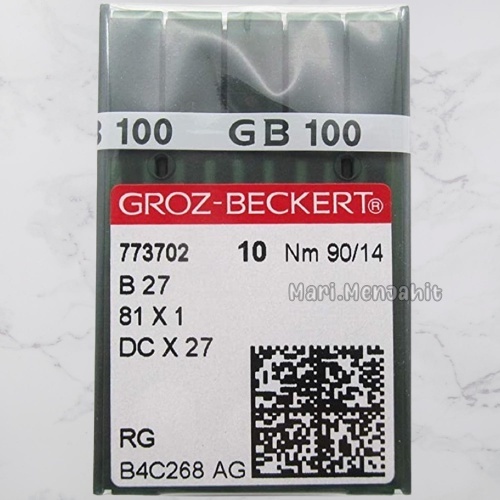 B 100 GB 100
GROZ-BECKERT®
773702 10 Nm 90/14
B 27
Mari.Menjahit
81 X 1
DC X 27
RG
B4C268 AG